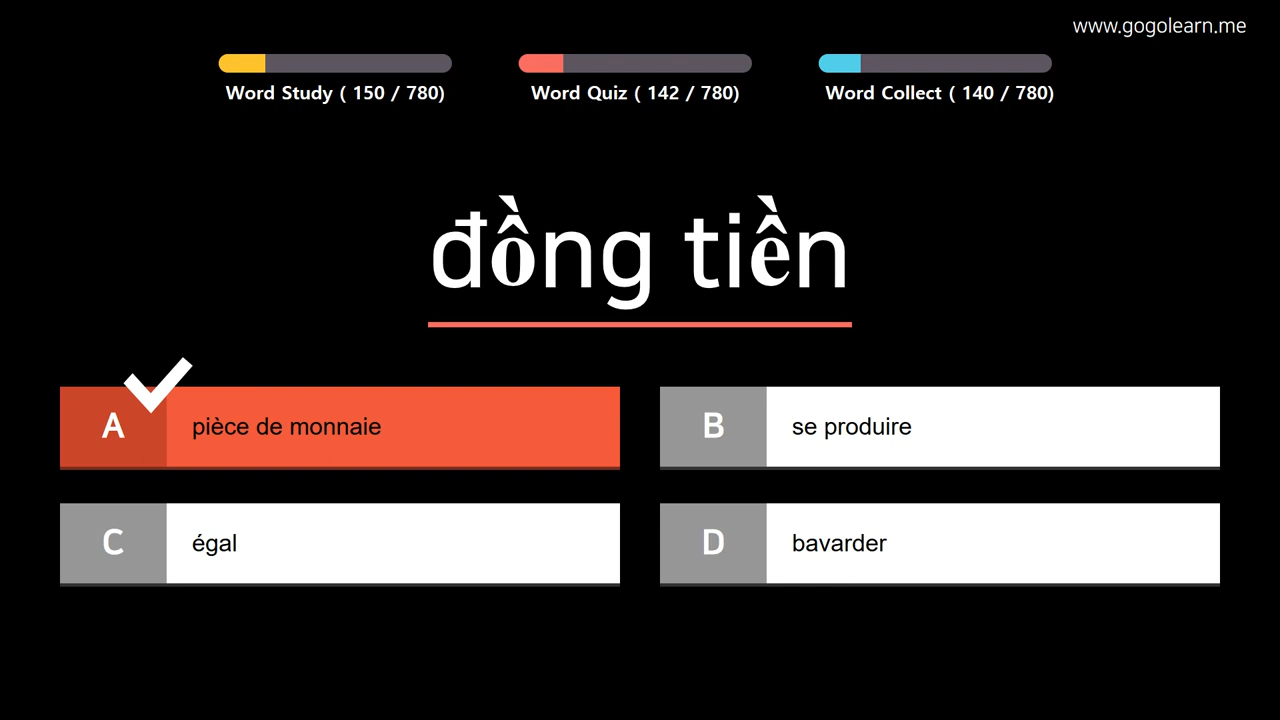 www.gogolearn.me
Word Study ( 150 / 780)
Word Quiz ( 142 / 780)
Word Collect ( 140 / 780)
đồng tiền
A pièce de monnaie
B se produire
C égal
D bavarder